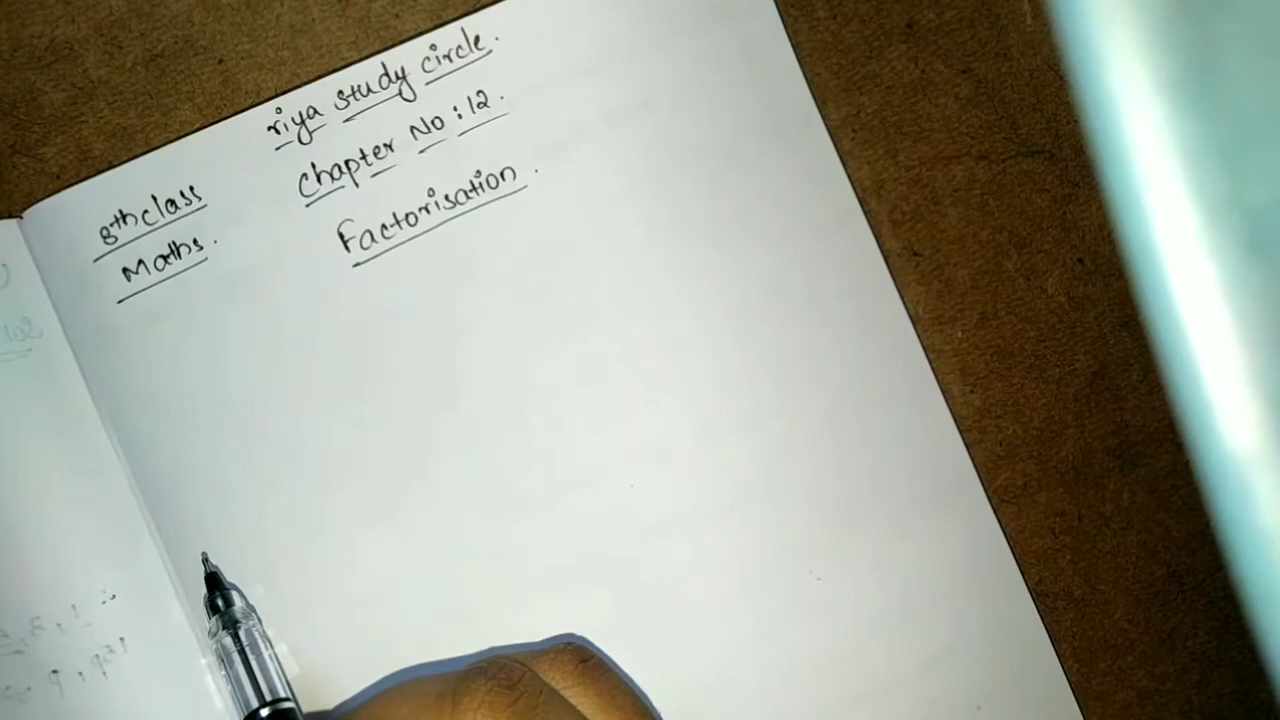 riya study circle.
Chapter No : 12.
8th class
Maths.
Factorisation.